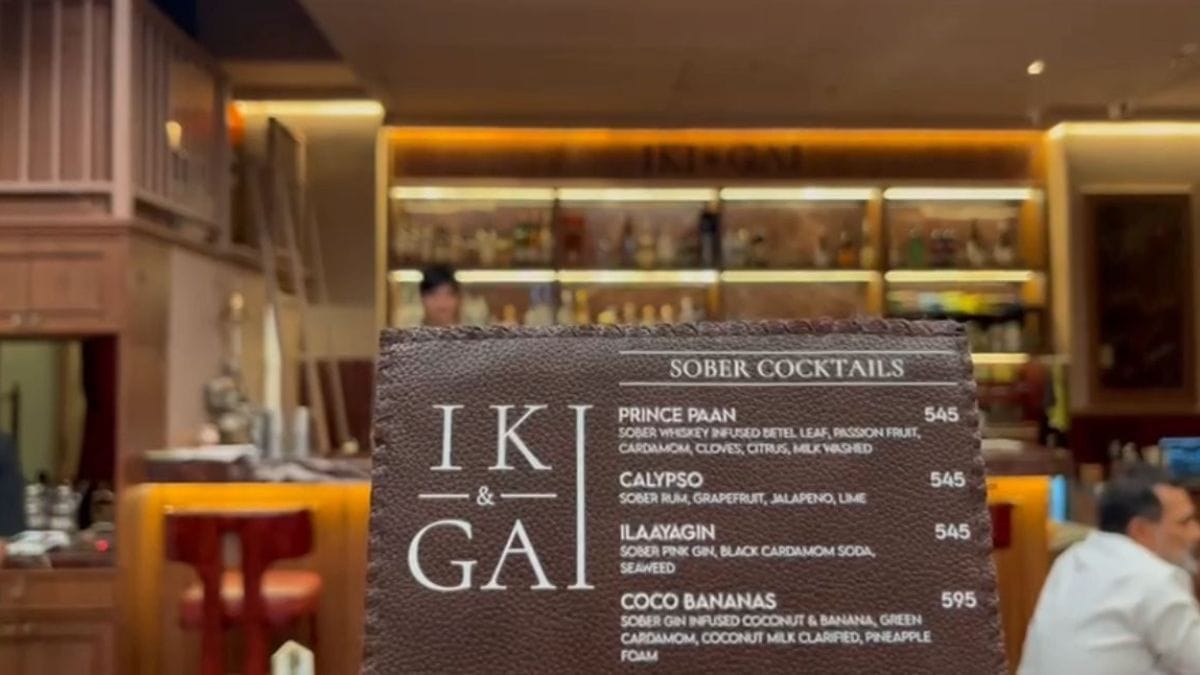 IKI&GAI
SOBER COCKTAILS
IK
&
GAI
PRINCE PAAN 545
SOBER WHISKEY INFUSED BETEL LEAF, PASSION FRUIT,
CARDAMOM, CLOVES, CITRUS, MILK WASHED
CALYPSO 545
SOBER RUM, GRAPEFRUIT, JALAPENO, LIME
ILAAYAGIN 545
SOBER PINK GIN, BLACK CARDAMOM SODA,
SEAWEED
COCO BANANAS 595
SOBER GIN INFUSED COCONUT & BANANA, GREEN
CARDAMOM, COCONUT MILK CLARIFIED, PINEAPPLE
FOAM